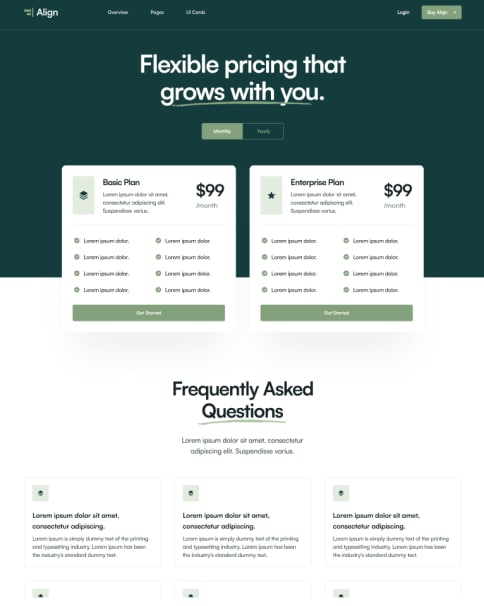 Align
Overview
Pages
UI Cards
Login
Buy Align
Flexible pricing that
grows with you.
Monthly
Yearly
Basic Plan
Lorem ipsum dolor sit amet,
consectetur adipiscing elit.
Suspendisse varius.
$99
/month
Lorem ipsum dolor.
Lorem ipsum dolor.
Lorem ipsum dolor.
Lorem ipsum dolor.
Lorem ipsum dolor.
Lorem ipsum dolor.
Lorem ipsum dolor.
Lorem ipsum dolor.
Get Started
Enterprise Plan
Lorem ipsum dolor sit amet,
consectetur adipiscing elit.
Suspendisse varius.
$99
/month
Lorem ipsum dolor.
Lorem ipsum dolor.
Lorem ipsum dolor.
Lorem ipsum dolor.
Lorem ipsum dolor.
Lorem ipsum dolor.
Lorem ipsum dolor.
Lorem ipsum dolor.
Get Started
Frequently Asked
Questions
Lorem ipsum dolor sit amet, consectetur
adipiscing elit. Suspendisse varius.
Lorem ipsum dolor sit amet,
consectetur adipiscing.
Lorem ipsum is simply dummy text of the printing
and typesetting industry. Lorem ipsum has been
the industry's standard dummy text.
Lorem ipsum dolor sit amet,
consectetur adipiscing.
Lorem ipsum is simply dummy text of the printing
and typesetting industry. Lorem ipsum has been
the industry's standard dummy text.
Lorem ipsum dolor sit amet,
consectetur adipiscing.
Lorem ipsum is simply dummy text of the printing
and typesetting industry. Lorem ipsum has been
the industry's standard dummy text.